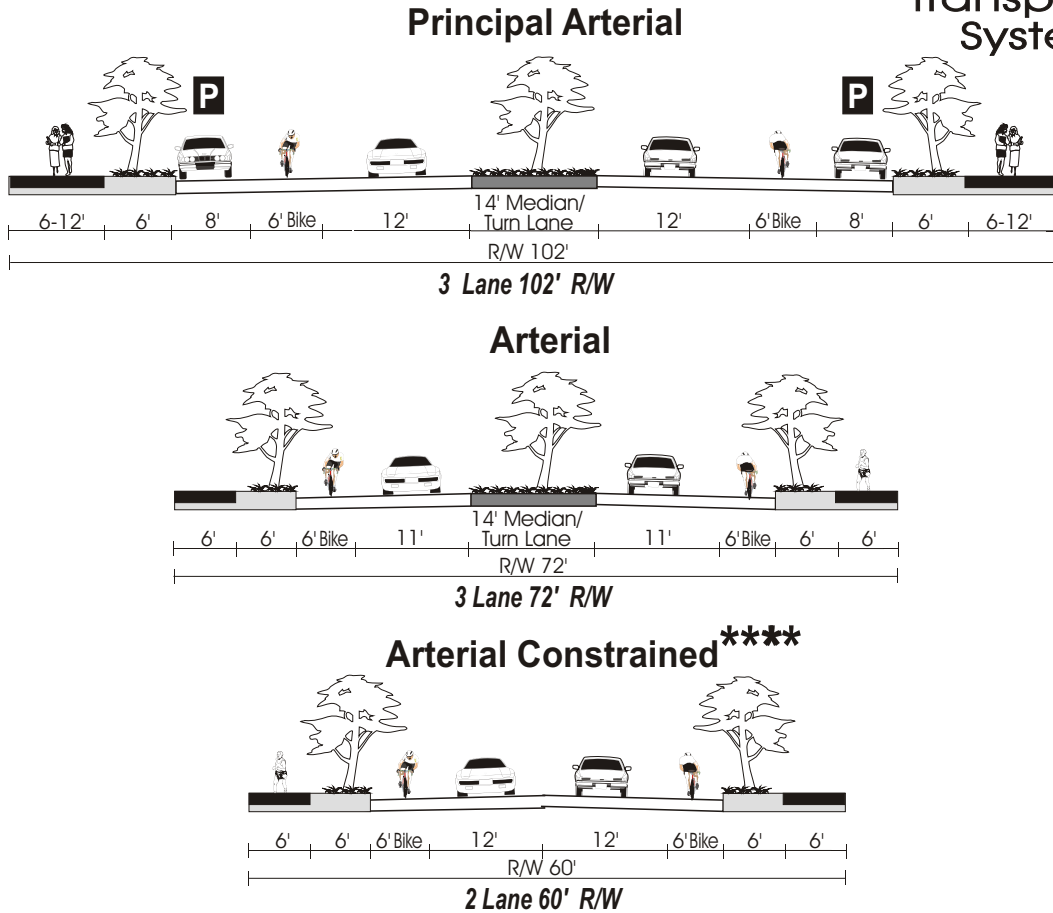 Principal Arterial
Syste
P P
14' Median/
6-12' 6' 8' 6' Bike 12' Turn Lane 12' 6' Bike 8' 6' 6-12'
R/W 102'
3 Lane 102' R/W
Arterial
14' Median/
6' 6' 6' Bike 11' Turn Lane 11' 6' Bike 6' 6'
R/W 72'
3 Lane 72' R/W
Arterial Constrained****
6' 6' 6' Bike 12' 12' 6' Bike 6' 6'
R/W 60'
2 Lane 60' R/W